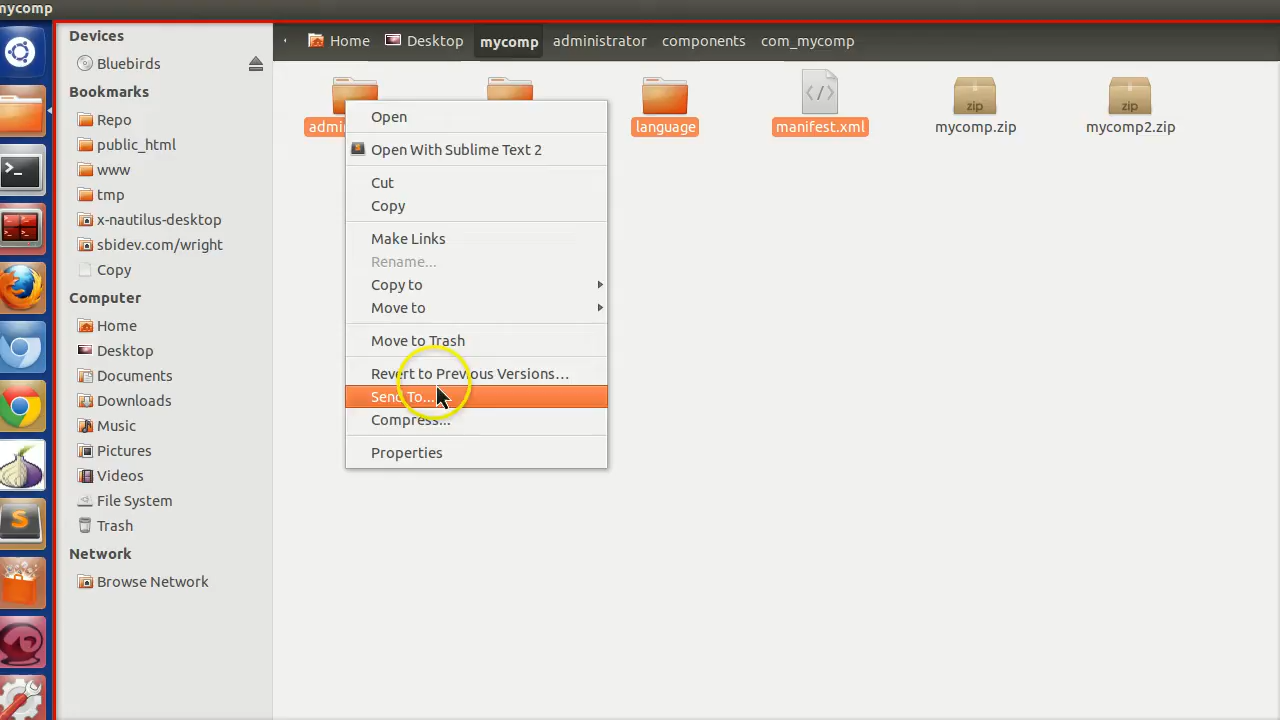 mycomp
Devices
Bluebirds
Bookmarks
Repo
public_html
www
tmp
x-nautilus-desktop
sbidev.com/wright
Copy
Computer
Home
Desktop
Documents
Downloads
Music
Pictures
Videos
File System
Trash
Network
Browse Network
Home Desktop mycomp administrator components com_mycomp
language
manifest.xml
zip
mycomp.zip
zip
mycomp2.zip
Open
Open With Sublime Text 2
Cut
Copy
Make Links
Rename...
Copy to
Move to
Move to Trash
Revert to Previous Versions...
Send To...
Compress...
Properties